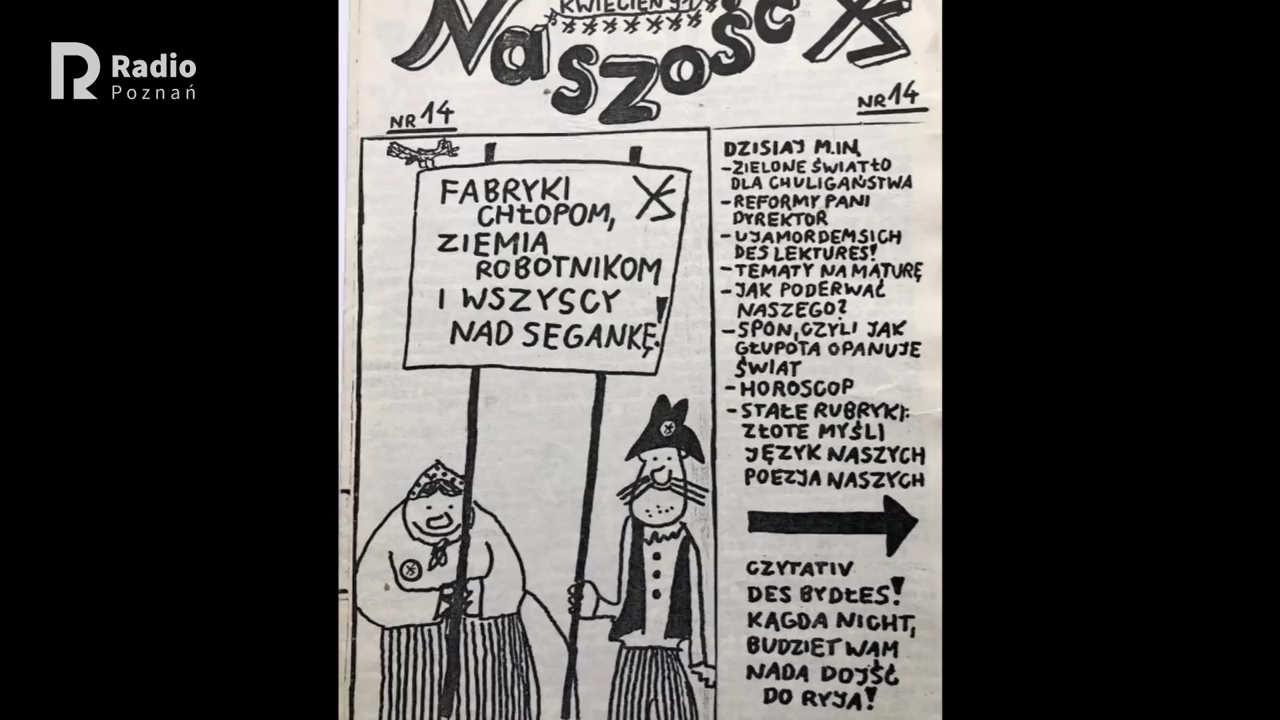 Radio
Poznań
KWIECIEŃ 91
Naszość
NR 14
NR 14
FABRYKI
CHŁOPOM,
ZIEMIA
ROBOTNIKOM
I WSZYSCY
NAD SEGANKĘ!
DZISIAJ M.IN.
-ZIELONE ŚWIATŁO
DLA CHULIGAŃSTWA
-REFORMY PANI
DYREKTOR
-UJAMORDEMSICH
DES LEKTURES!
-TEMATY NA MATURĘ
-JAK PODERWAĆ
NASZEGO?
-SPON, CZYLI JAK
GŁUPOTA OPANUJE
ŚWIAT
-HOROSCOP
-STAŁE RUBRYKI:
ZŁOTE MYŚLI
JĘZYK NASZYCH
POEZJA NASZYCH
CZYTATIV
DES BYDŁES!
KAGDA NICHT,
BUDZIET WAM
NADA DOJŚĆ
DO RYJA!